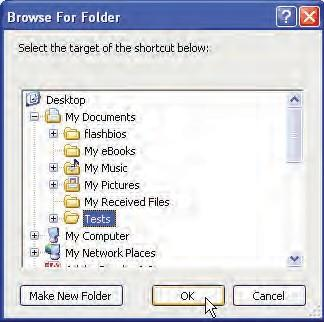 Browse For Folder
Select the target of the shortcut below:
Desktop
My Documents
flashbios
My eBooks
My Music
My Pictures
My Received Files
Tests
My Computer
My Network Places
Make New Folder
OK
Cancel